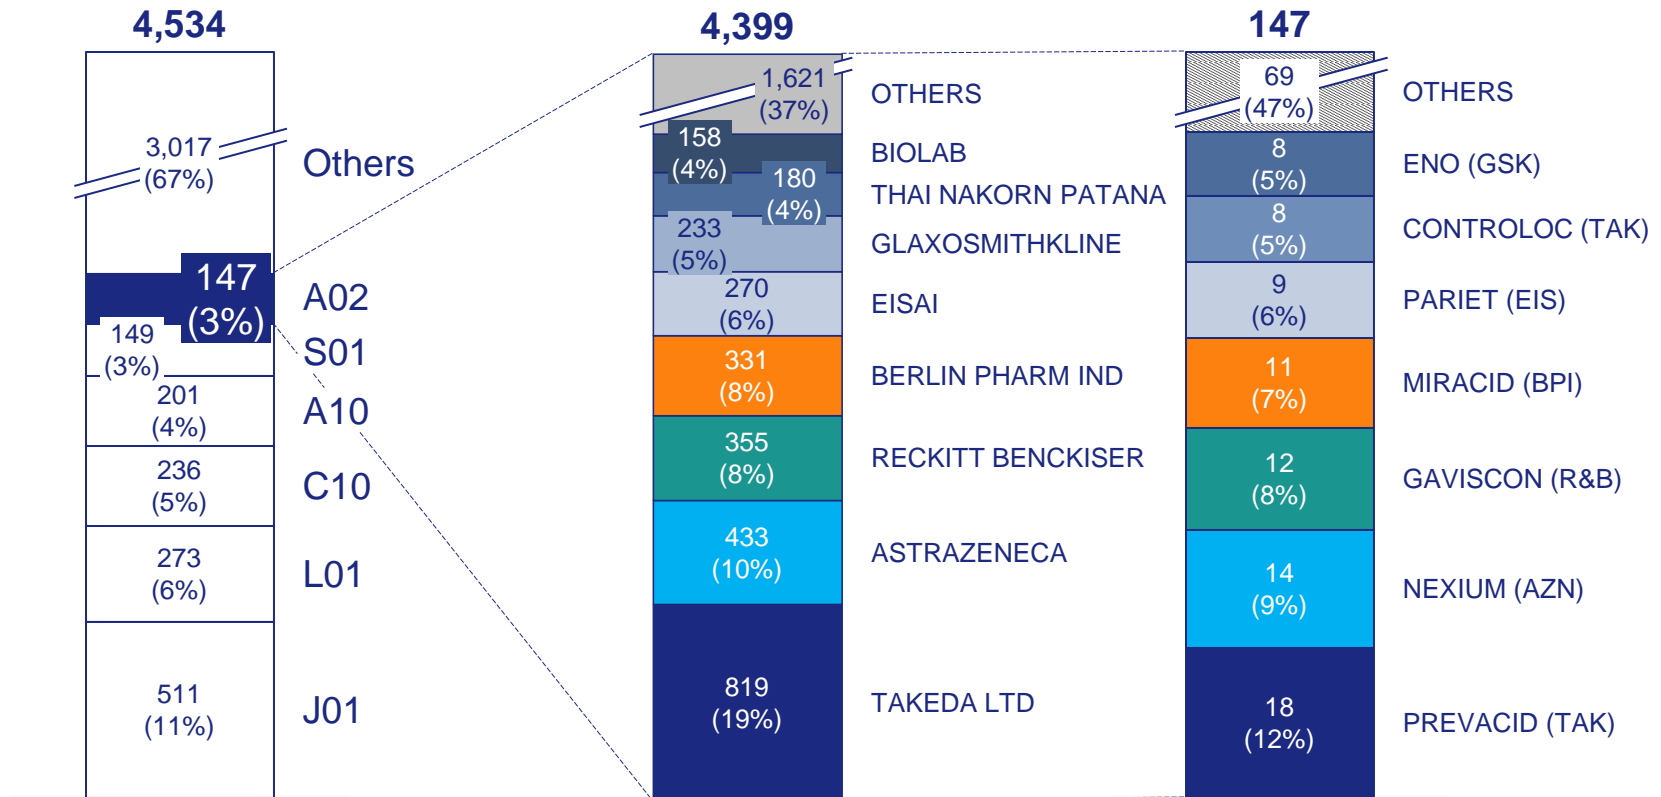 4,534
3,017
(67%)
Others
147
(3%)
A02
149
(3%)
S01
201
(4%)
A10
236
(5%)
C10
273
(6%)
L01
511
(11%)
J01
4,399
1,621
(37%)
OTHERS
158
(4%)
BIOLAB
180
(4%)
THAI NAKORN PATANA
233
(5%)
GLAXOSMITHKLINE
270
(6%)
EISAI
331
(8%)
BERLIN PHARM IND
355
(8%)
RECKITT BENCKISER
433
(10%)
ASTRAZENECA
819
(19%)
TAKEDA LTD
147
69
(47%)
OTHERS
8
(5%)
ENO (GSK)
8
(5%)
CONTROLOC (TAK)
9
(6%)
PARIET (EIS)
11
(7%)
MIRACID (BPI)
12
(8%)
GAVISCON (R&B)
14
(9%)
NEXIUM (AZN)
18
(12%)
PREVACID (TAK)